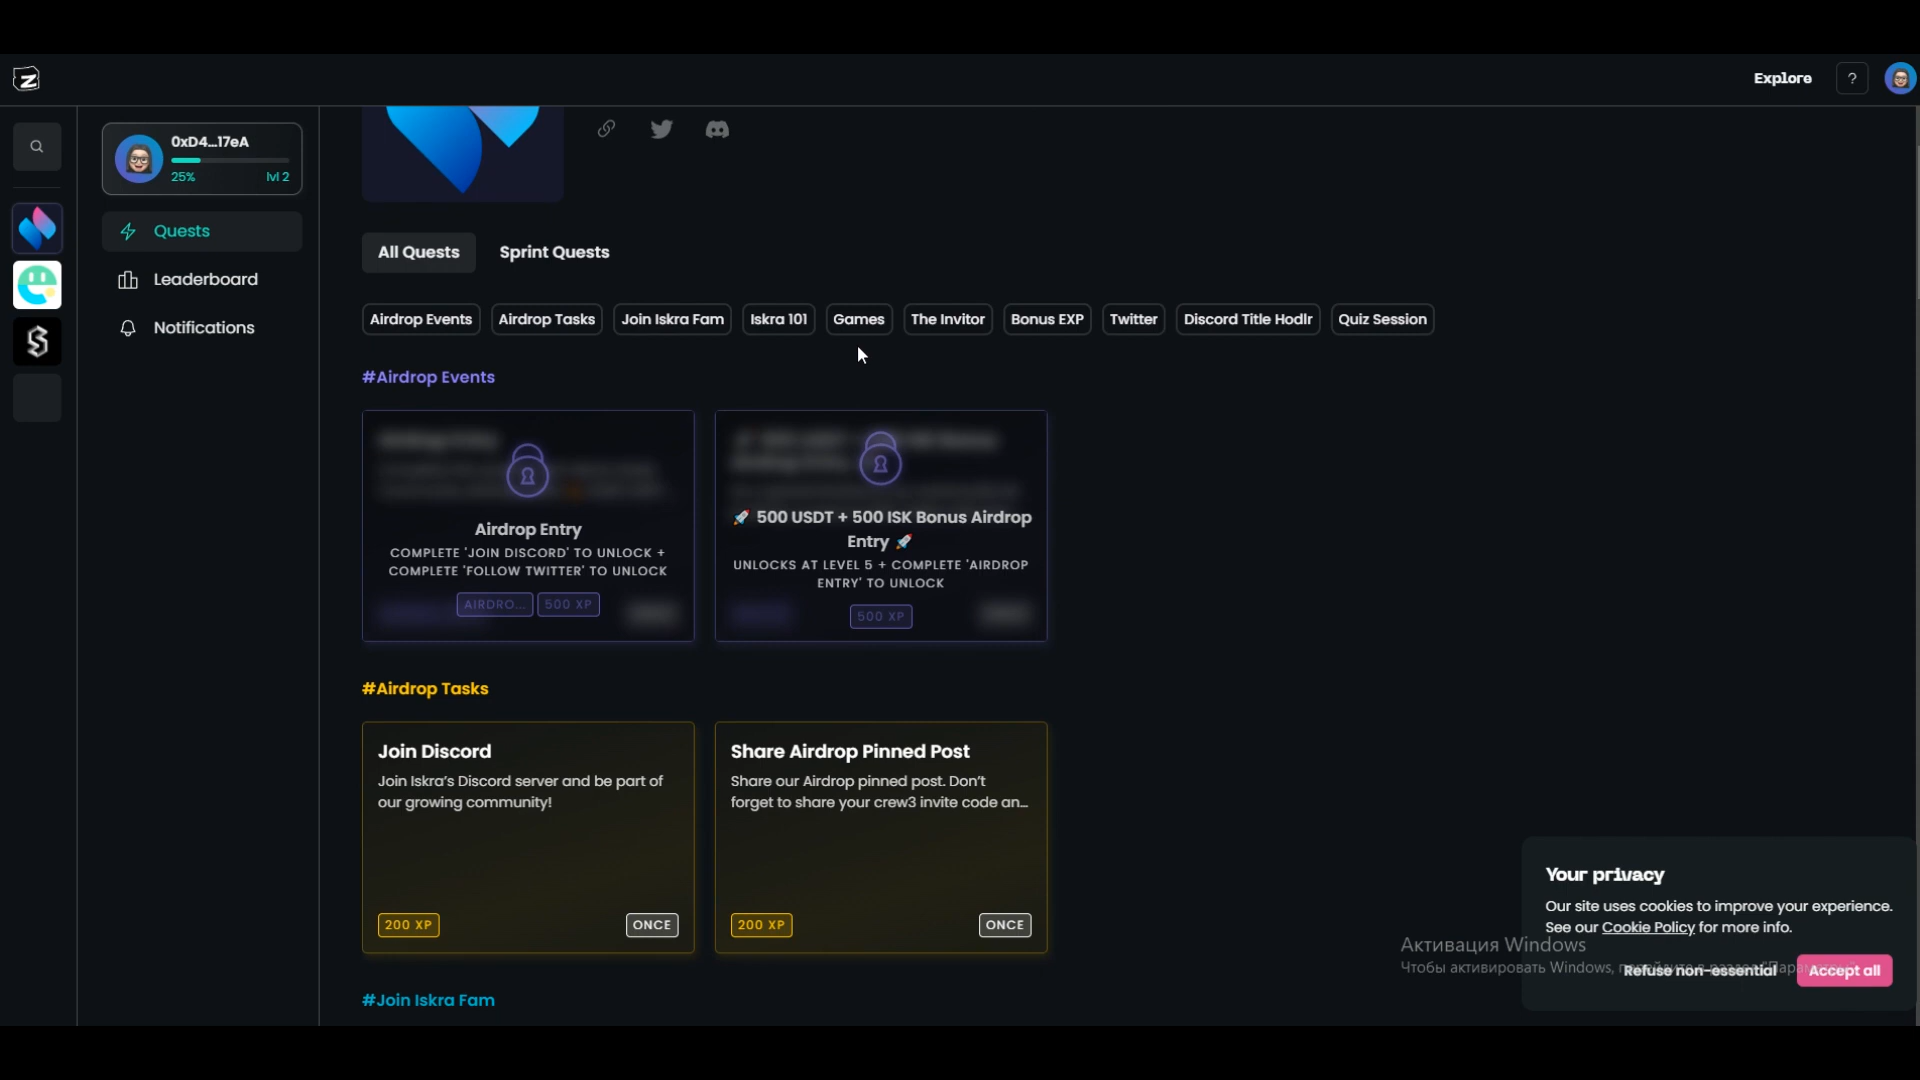 Explore
?
0xD4...17eA
25%
lvl 2
Quests
Leaderboard
Notifications
All Quests
Sprint Quests
Airdrop Events
Airdrop Tasks
Join Iskra Fam
Iskra 101
Games
The Invitor
Bonus EXP
Twitter
Discord Title Hodlr
Quiz Session
#Airdrop Events
Airdrop Entry
COMPLETE 'JOIN DISCORD' TO UNLOCK +
COMPLETE 'FOLLOW TWITTER' TO UNLOCK
AIRDRO...
500 XP
🚀 500 USDT + 500 ISK Bonus Airdrop
Entry 🚀
UNLOCKS AT LEVEL 5 + COMPLETE 'AIRDROP
ENTRY' TO UNLOCK
500 XP
#Airdrop Tasks
Join Discord
Join Iskra's Discord server and be part of
our growing community!
200 XP
ONCE
Share Airdrop Pinned Post
Share our Airdrop pinned post. Don't
forget to share your crew3 invite code an...
200 XP
ONCE
#Join Iskra Fam
Your privacy
Our site uses cookies to improve your experience.
See our Cookie Policy for more info.
Refuse non-essential
Accept all
Активация Windows
Чтобы активировать Windows,